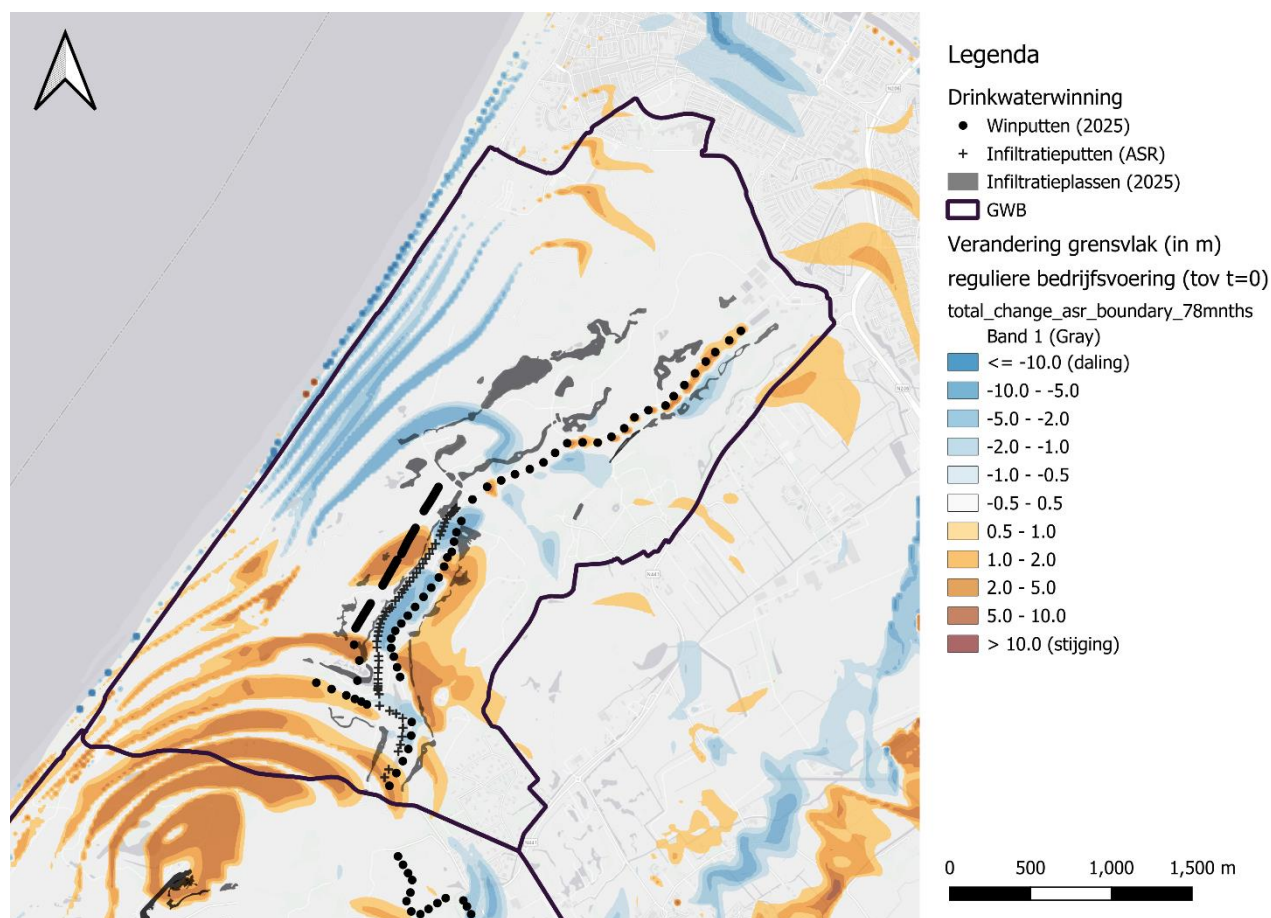 Legenda
Drinkwaterwinning
Winputten (2025)
Infiltratieputten (ASR)
Infiltratieplassen (2025)
GWB
Verandering grensvlak (in m)
reguliere bedrijfsvoering (tov t=0)
total_change_asr_boundary_78mnths
Band 1 (Gray)
<= -10.0 (daling)
-10.0 - -5.0
-5.0 - -2.0
-2.0 - -1.0
-1.0 - -0.5
-0.5 - 0.5
0.5 - 1.0
1.0 - 2.0
2.0 - 5.0
5.0 - 10.0
> 10.0 (stijging)
0 500 1,000 1,500 m
N206
N441
N441